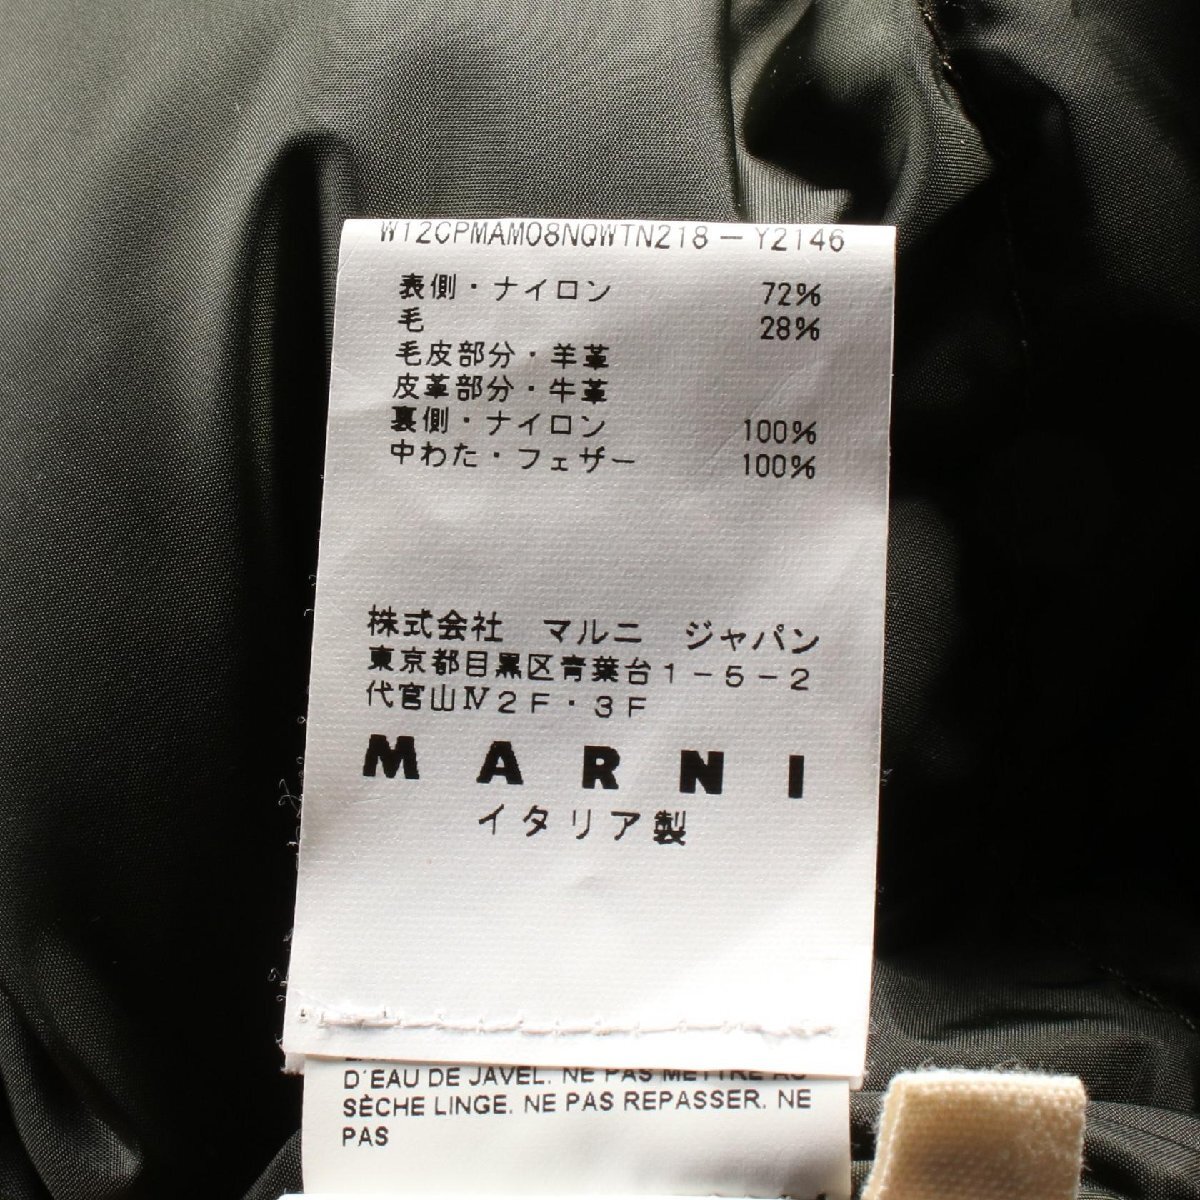 W12CPMAM08NQWTN218-Y2146
表側・ナイロン 72%
毛 28%
毛皮部分・羊革
皮革部分・牛革
裏側・ナイロン 100%
中わた・フェザー 100%
株式会社 マルニ ジャパン
東京都目黒区青葉台1-5-2
代官山Ⅳ2F・3F
MARNI
イタリア製
D'EAU DE JAVEL. NE PAS METTRE AU
SÈCHE LINGE. NE PAS REPASSER. NE
PAS